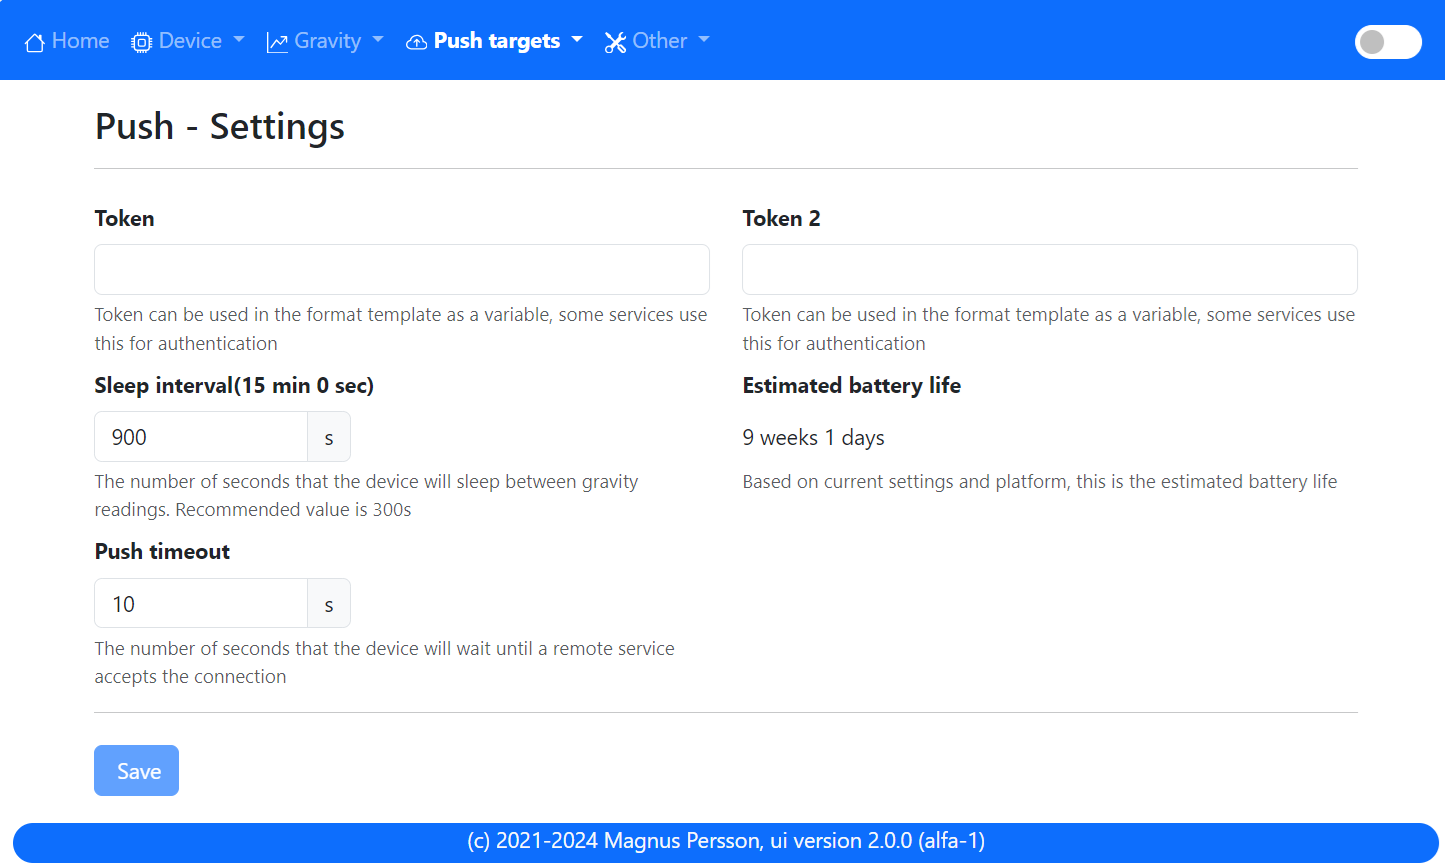 Home Device Gravity Push targets Other
Push - Settings
Token
Token 2
Token can be used in the format template as a variable, some services use
this for authentication
Token can be used in the format template as a variable, some services use
this for authentication
Sleep interval(15 min 0 sec)
Estimated battery life
900 s
9 weeks 1 days
The number of seconds that the device will sleep between gravity
readings. Recommended value is 300s
Based on current settings and platform, this is the estimated battery life
Push timeout
10 s
The number of seconds that the device will wait until a remote service
accepts the connection
Save
(c) 2021-2024 Magnus Persson, ui version 2.0.0 (alfa-1)